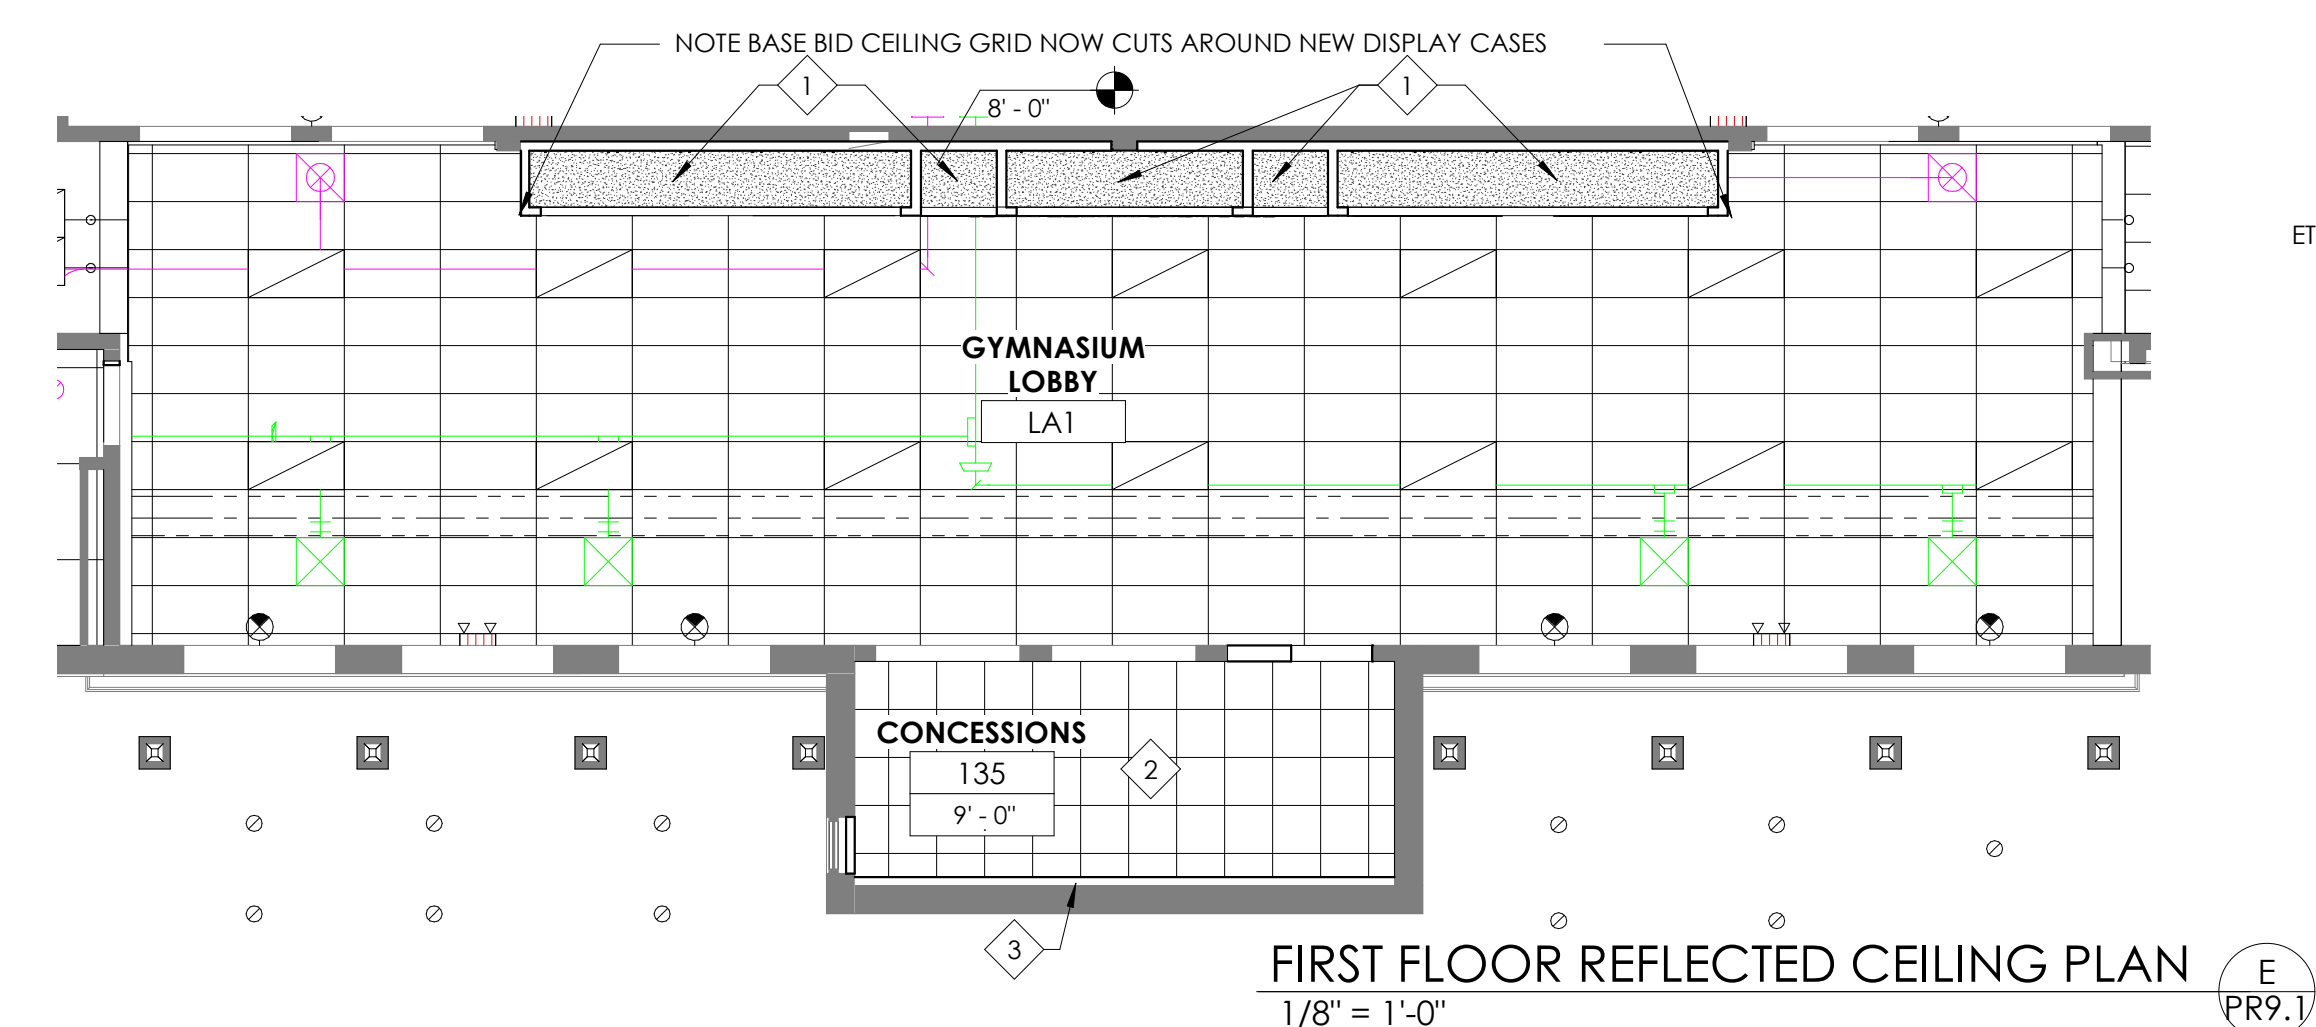 NOTE BASE BID CEILING GRID NOW CUTS AROUND NEW DISPLAY CASES
1
1
8' - 0"
ET
GYMNASIUM
LOBBY
LA1
CONCESSIONS
135
9' - 0"
2
3
FIRST FLOOR REFLECTED CEILING PLAN
1/8" = 1'-0"
E
PR9.1